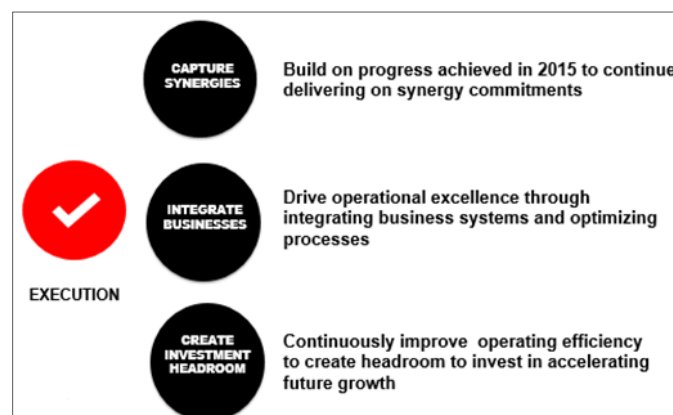 CAPTURE
SYNERGIES
Build on progress achieved in 2015 to continue
delivering on synergy commitments
EXECUTION
INTEGRATE
BUSINESSES
Drive operational excellence through
integrating business systems and optimizing
processes
CREATE
INVESTMENT
HEADROOM
Continuously improve operating efficiency
to create headroom to invest in accelerating
future growth